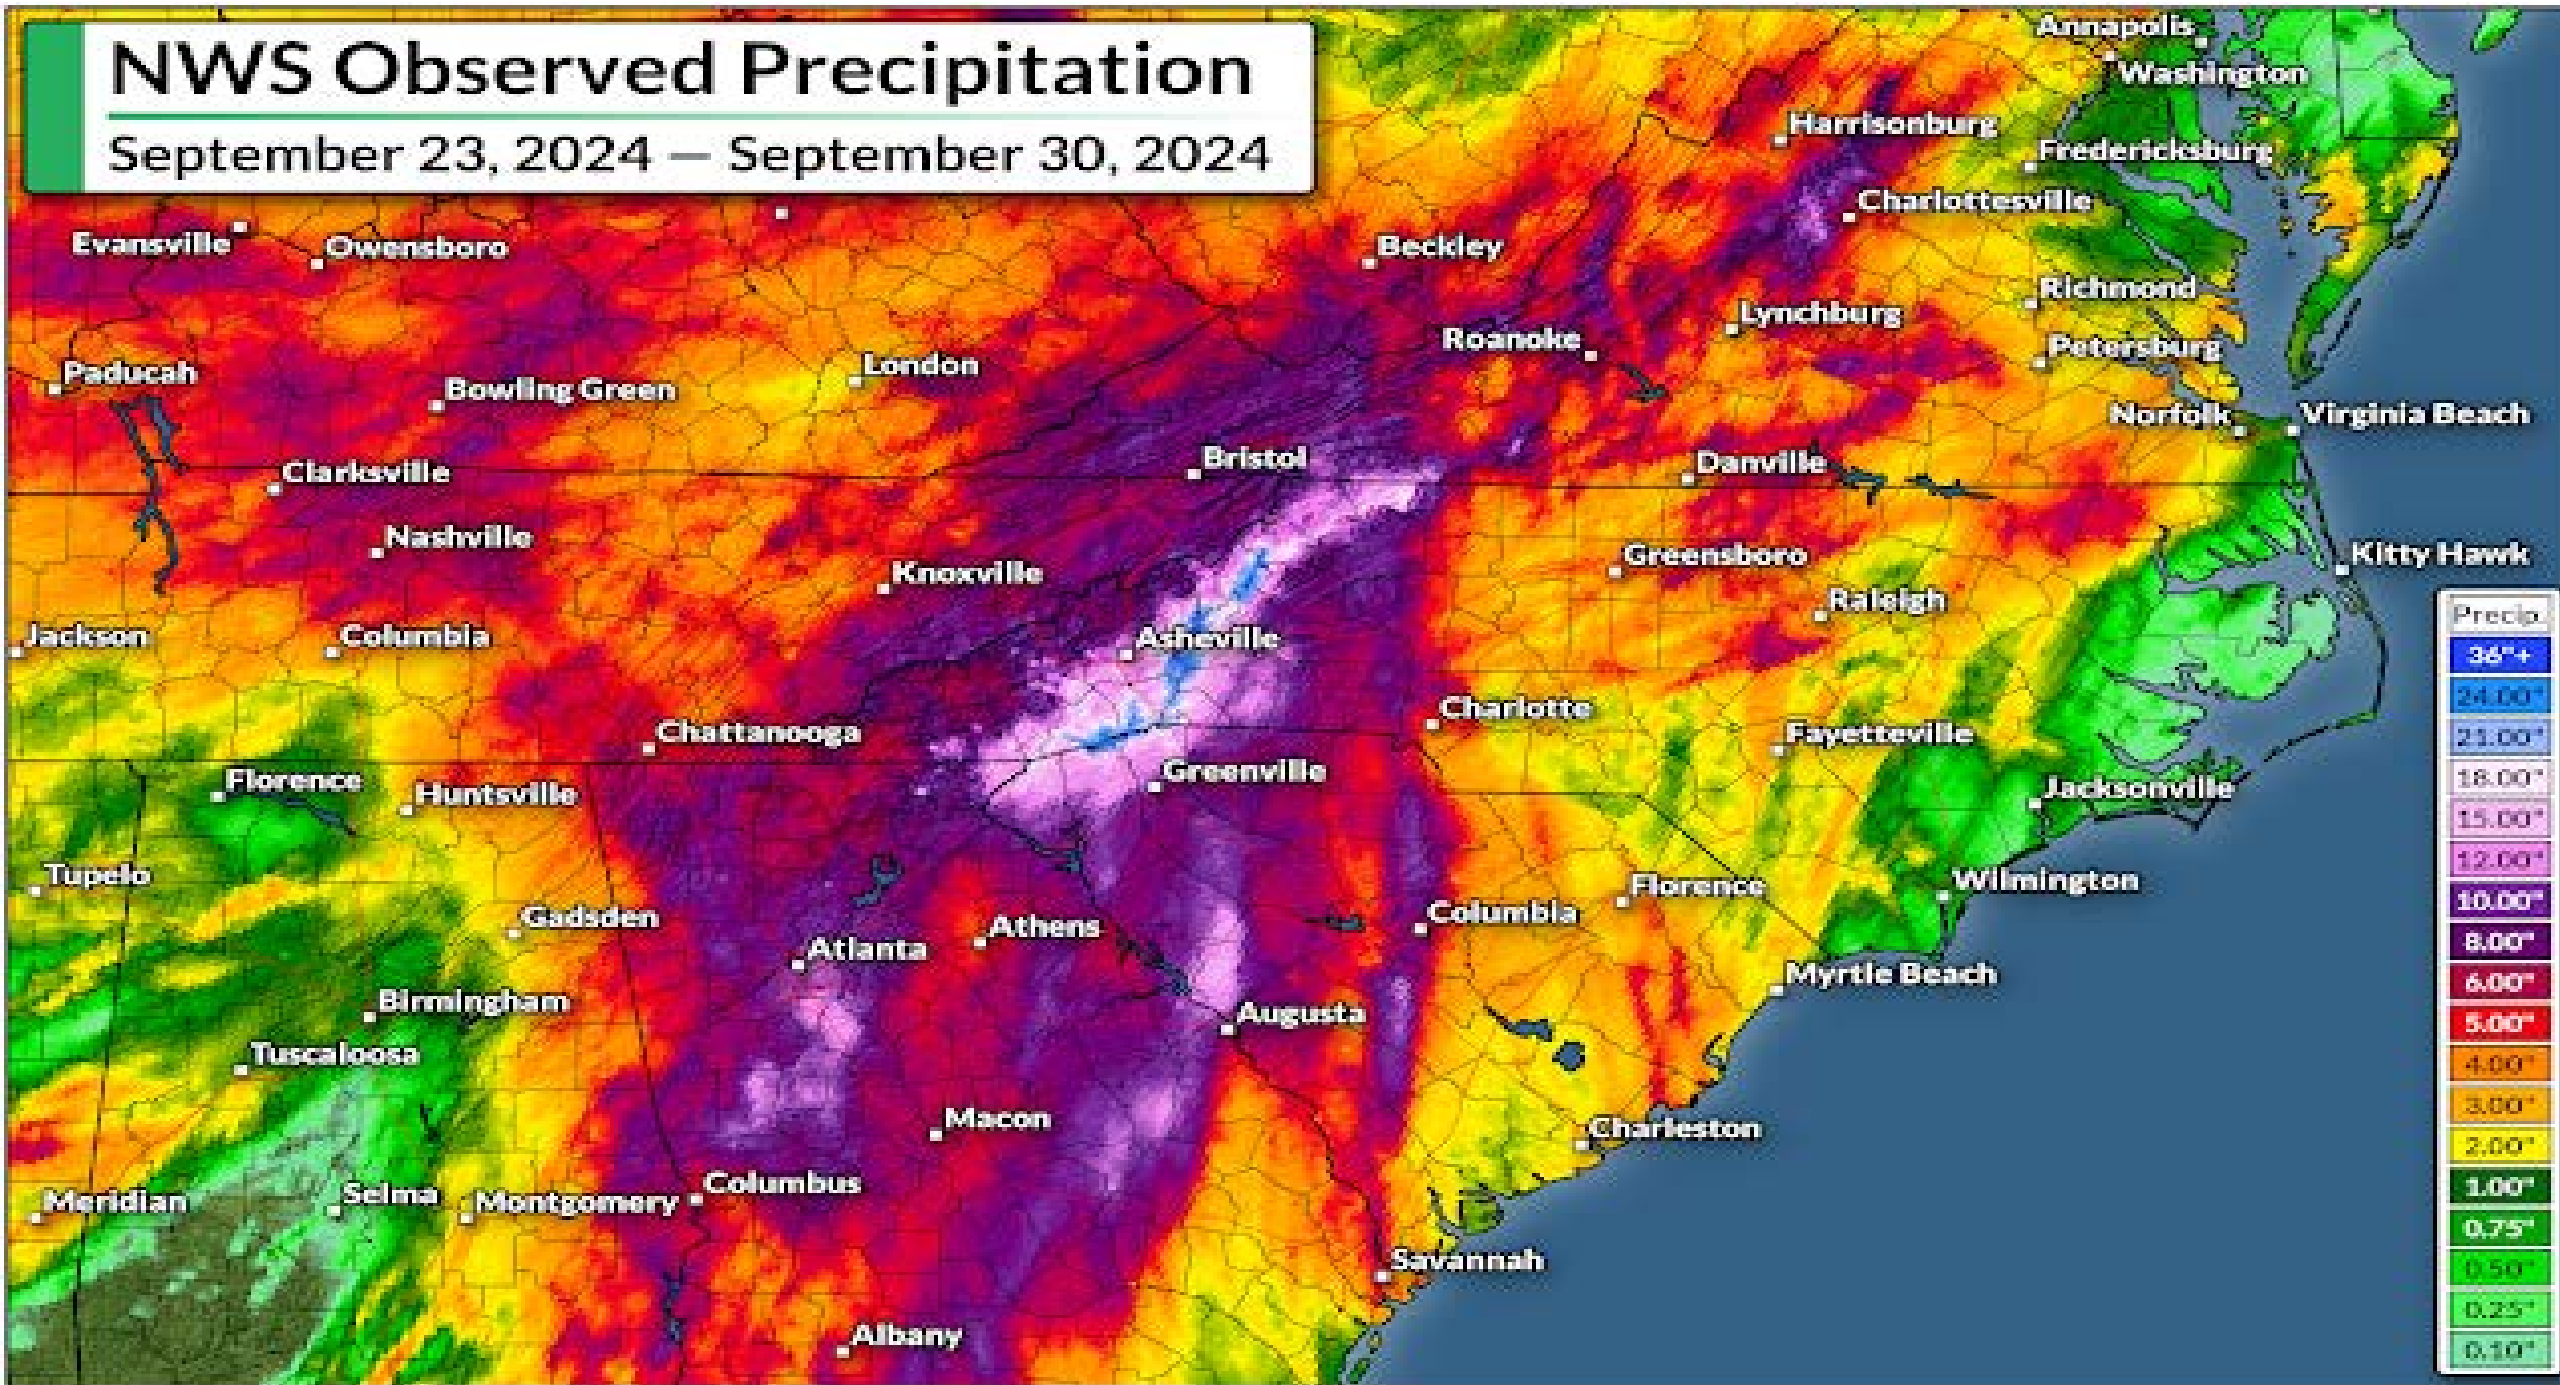 NWS Observed Precipitation
September 23, 2024 — September 30, 2024
Annapolis
Washington
Harrisonburg
Fredericksburg
Charlottesville
Evansville
Owensboro
Beckley
Richmond
Lynchburg
Roanoke
Petersburg
London
Paducah
Bowling Green
Norfolk
Virginia Beach
Bristol
Danville
Clarksville
Nashville
Kitty Hawk
Greensboro
Knoxville
Raleigh
Jackson
Columbia
Asheville
Charlotte
Chattanooga
Fayetteville
Greenville
Florence
Huntsville
Jacksonville
Tupelo
Wilmington
Florence
Gadsden
Columbia
Athens
Atlanta
Myrtle Beach
Birmingham
Augusta
Tuscaloosa
Macon
Charleston
Columbus
Selma
Meridian
Montgomery
Savannah
Albany
Precip.
36"+
24.00"
21.00"
18.00"
15.00"
12.00"
10.00"
8.00"
6.00"
5.00"
4.00"
3.00"
2.00"
1.00"
0.75"
0.50"
0.25"
0.10"